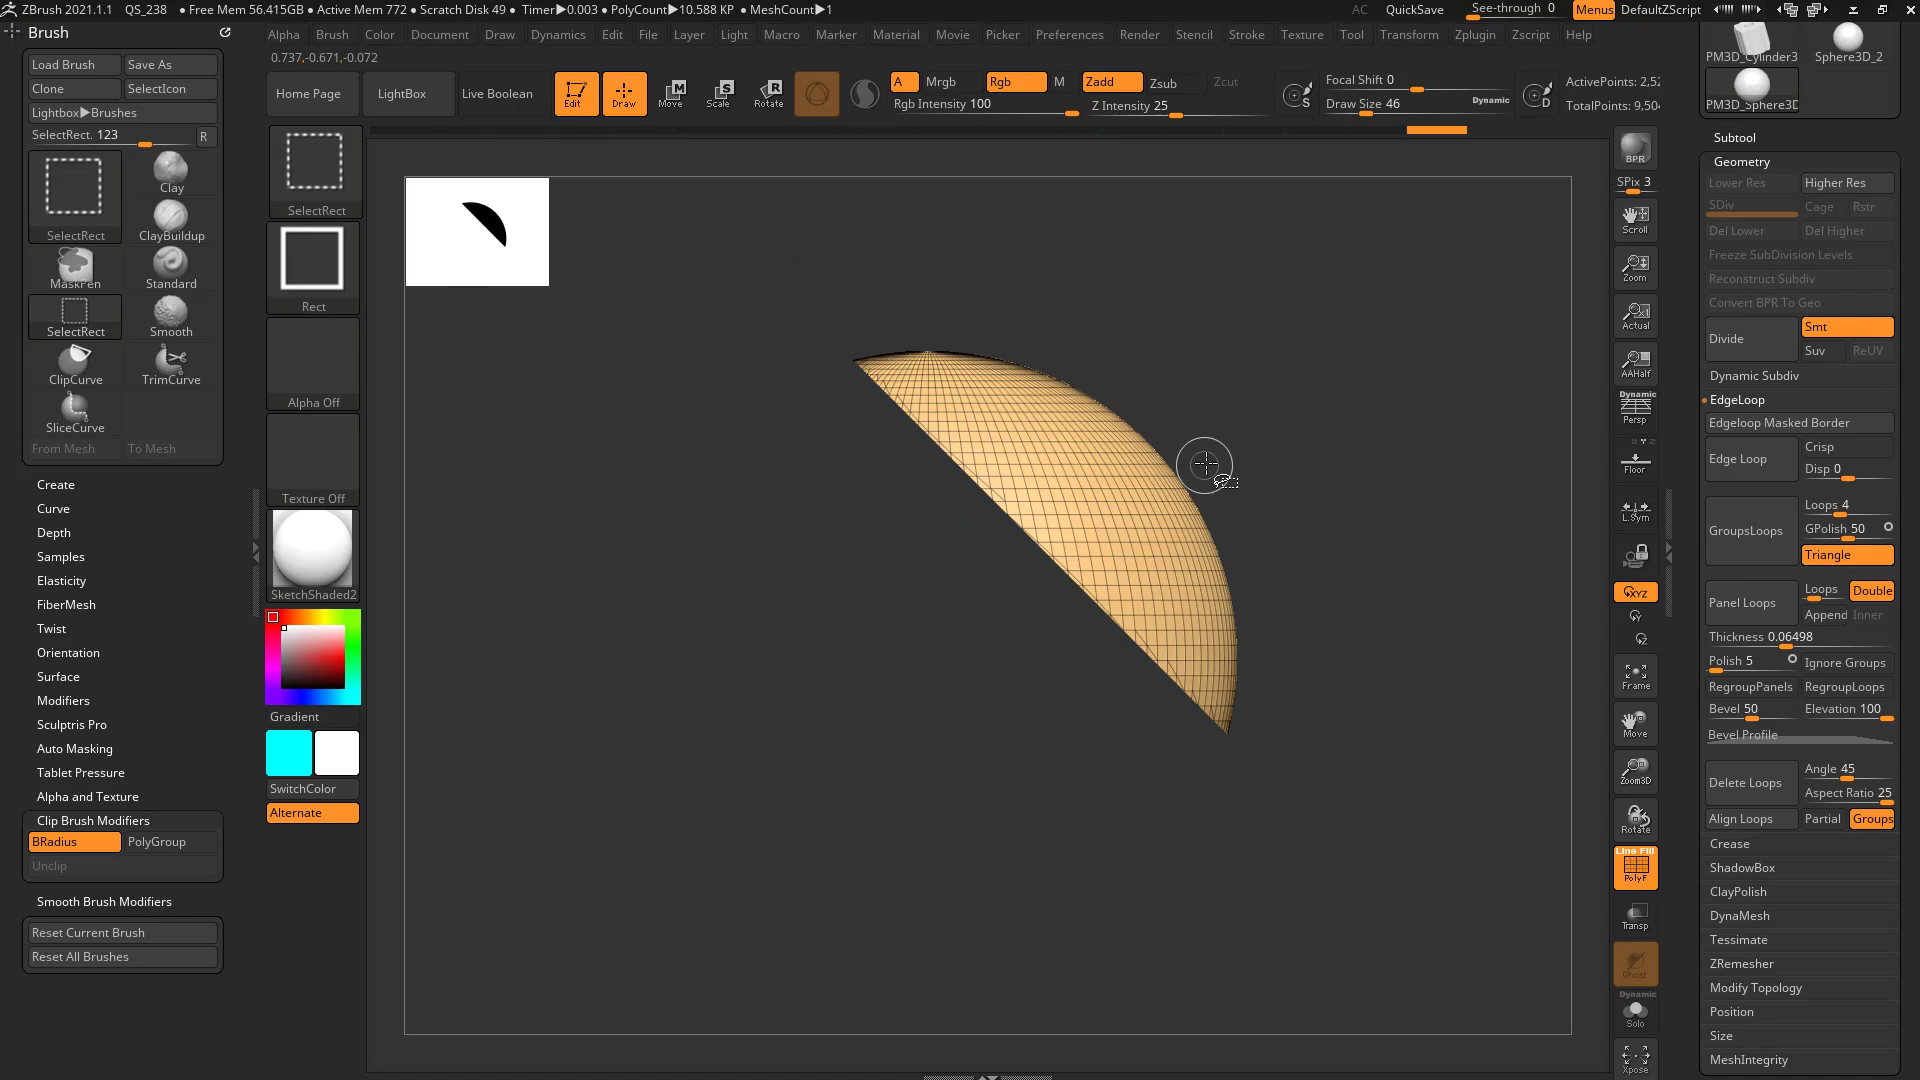 ZBrush 2021.1.1 QS_238 ● Free Mem 56.415GB ● Active Mem 772 ● Scratch Disk 49 ● Timer▶0.003 ● PolyCount▶10.588 KP ● MeshCount▶1 AC QuickSave See-through 0 Menus DefaultZScript
Brush
Alpha Brush Color Document Draw Dynamics Edit File Layer Light Macro Marker Material Movie Picker Preferences Render Stencil Stroke Texture Tool Transform Zplugin Zscript Help
0.737,-0.671,-0.072
Load Brush Save As
Clone SelectIcon
Lightbox▶Brushes
SelectRect. 123 R
SelectRect Clay
ClayBuildup
MaskPen Standard
SelectRect Smooth
ClipCurve TrimCurve
SliceCurve
From Mesh To Mesh
Create
Curve
Depth
Samples
Elasticity
FiberMesh
Twist
Orientation
Surface
Modifiers
Sculptris Pro
Auto Masking
Tablet Pressure
Alpha and Texture
Clip Brush Modifiers
BRadius PolyGroup
Unclip
Smooth Brush Modifiers
Reset Current Brush
Reset All Brushes
Home Page LightBox Live Boolean
Edit Draw Move Scale Rotate
A Mrgb Rgb M Zadd Zsub Zcut
Rgb Intensity 100 Z Intensity 25
S Focal Shift 0
Draw Size 46 Dynamic D
ActivePoints: 2,52
TotalPoints: 9,504
SelectRect
Rect
Alpha Off
Texture Off
SketchShaded2
Gradient
SwitchColor
Alternate
BPR
SPix 3
Scroll
Zoom
Actual
AAHalf
Dynamic
Persp
Floor
L.Sym
XYZ
Frame
Move
Zoom3D
Rotate
Line Fill
PolyF
Transp
Ghost
Dynamic
Solo
Xpose
PM3D_Cylinder3 Sphere3D_2
PM3D_Sphere3D
Subtool
Geometry
Lower Res Higher Res
SDiv Cage Rstr
Del Lower Del Higher
Freeze SubDivision Levels
Reconstruct Subdiv
Convert BPR To Geo
Divide Smt
Suv ReUV
Dynamic Subdiv
EdgeLoop
Edgeloop Masked Border
Edge Loop Crisp
Disp 0
GroupsLoops Loops 4
GPolish 50
Triangle
Panel Loops Loops Double
Append Inner
Thickness 0.06498
Polish 5 Ignore Groups
RegroupPanels RegroupLoops
Bevel 50 Elevation 100
Bevel Profile
Delete Loops Angle 45
Aspect Ratio 25
Align Loops Partial Groups
Crease
ShadowBox
ClayPolish
DynaMesh
Tessimate
ZRemesher
Modify Topology
Position
Size
MeshIntegrity